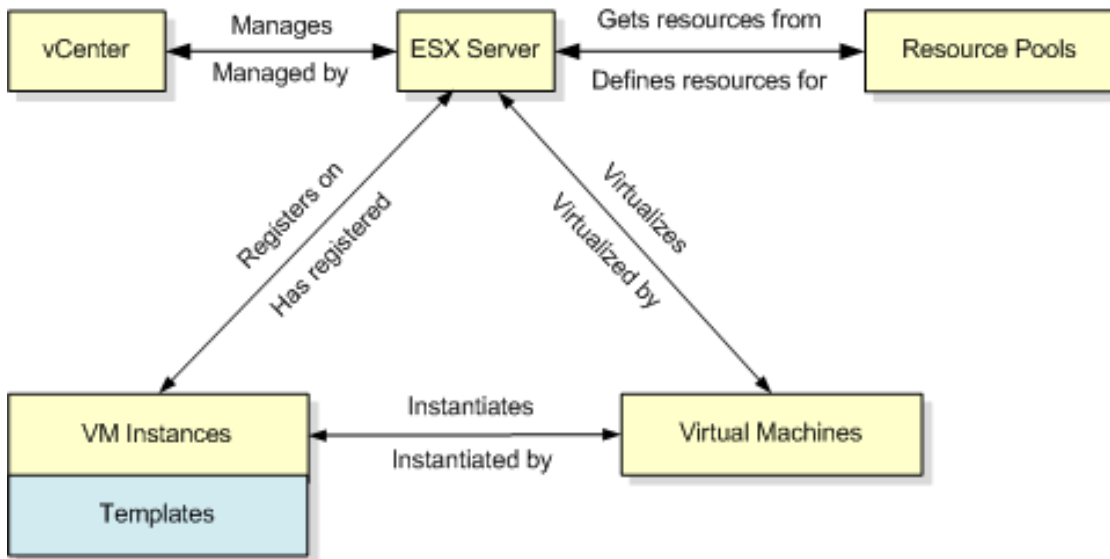 vCenter
Manages
Managed by
ESX Server
Gets resources from
Defines resources for
Resource Pools
Registers on
Has registered
Virtualizes
Virtualized by
VM Instances
Templates
Instantiates
Instantiated by
Virtual Machines